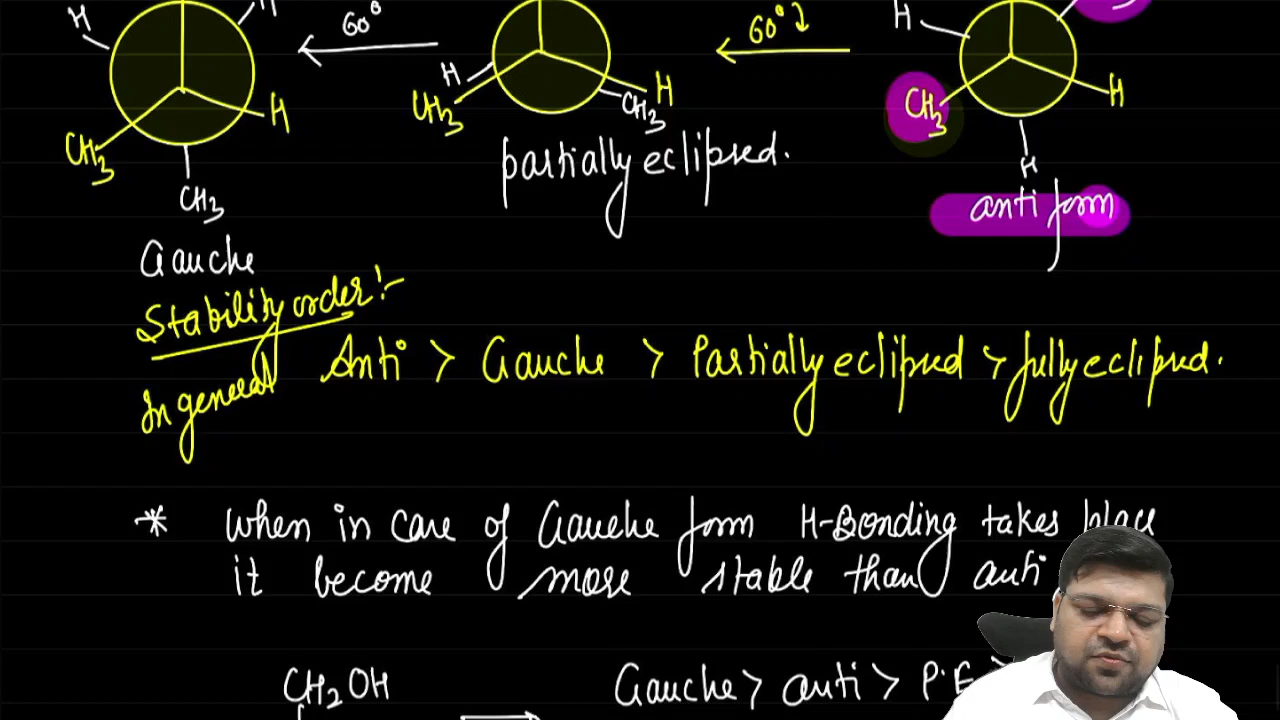 H H
60°
60°
H
H
CH3 H
CH3 H
CH3
CH3 H
CH3
H
partially eclipsed.
anti form
Gauche
Stability order :-
In general Anti > Gauche > Partially eclipsed > fully eclipsed.
* when in case of Gauche form H-Bonding takes place
it become more stable than anti
CH2OH Gauche > anti > P.E >